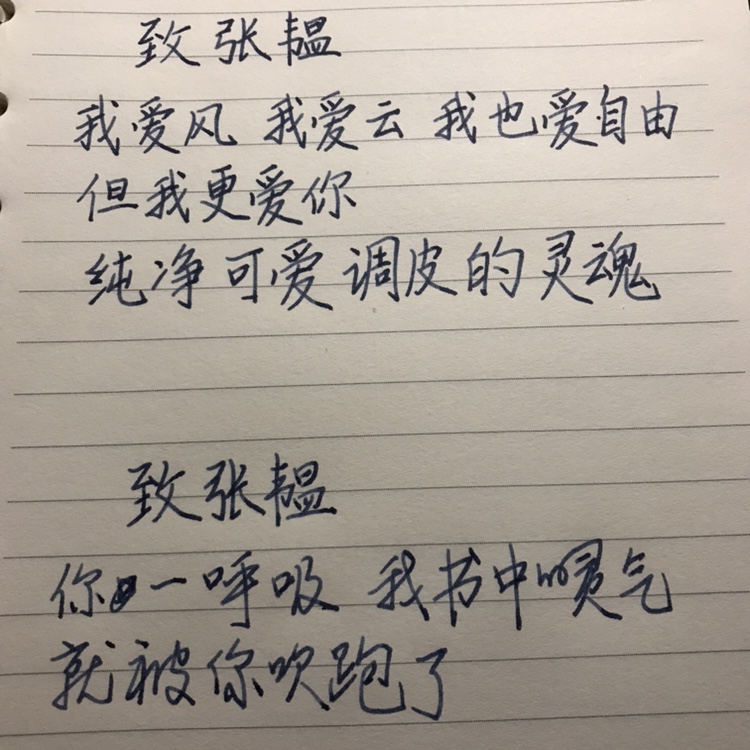 致张韫
我爱风 我爱云 我也爱自由
但我更爱你
纯净可爱调皮的灵魂
致张韫
你一呼吸 我书中的灵气
就被你吹跑了